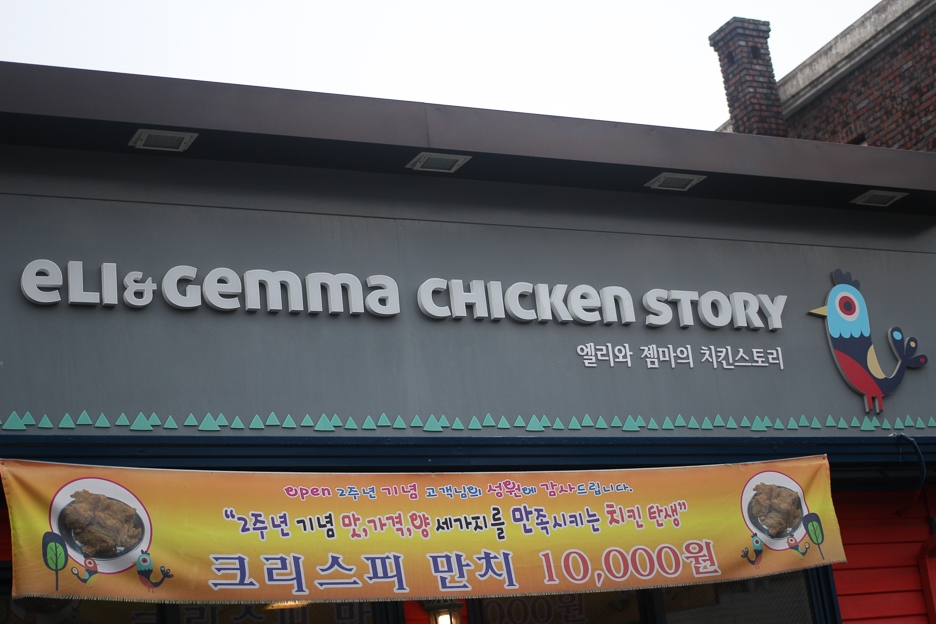 eLI&Gemma CHICKen STORY
엘리와 젬마의 치킨스토리
open 2주년 기념 고객님의 성원에 감사드립니다.
“2주년 기념 맛,가격,양 세가지를 만족시키는 치킨 탄생”
크리스피 만치 10,000원